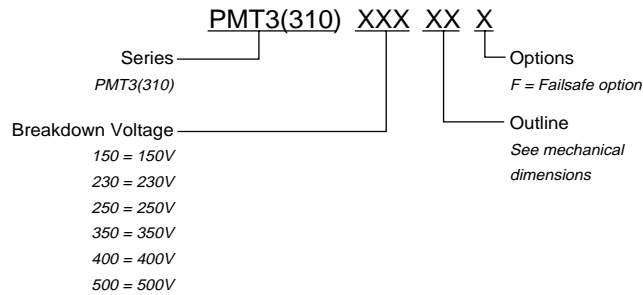 PMT3(310) XXX XX X
Series
PMT3(310)
Breakdown Voltage
150 = 150V
230 = 230V
250 = 250V
350 = 350V
400 = 400V
500 = 500V
Options
F = Failsafe option
Outline
See mechanical
dimensions